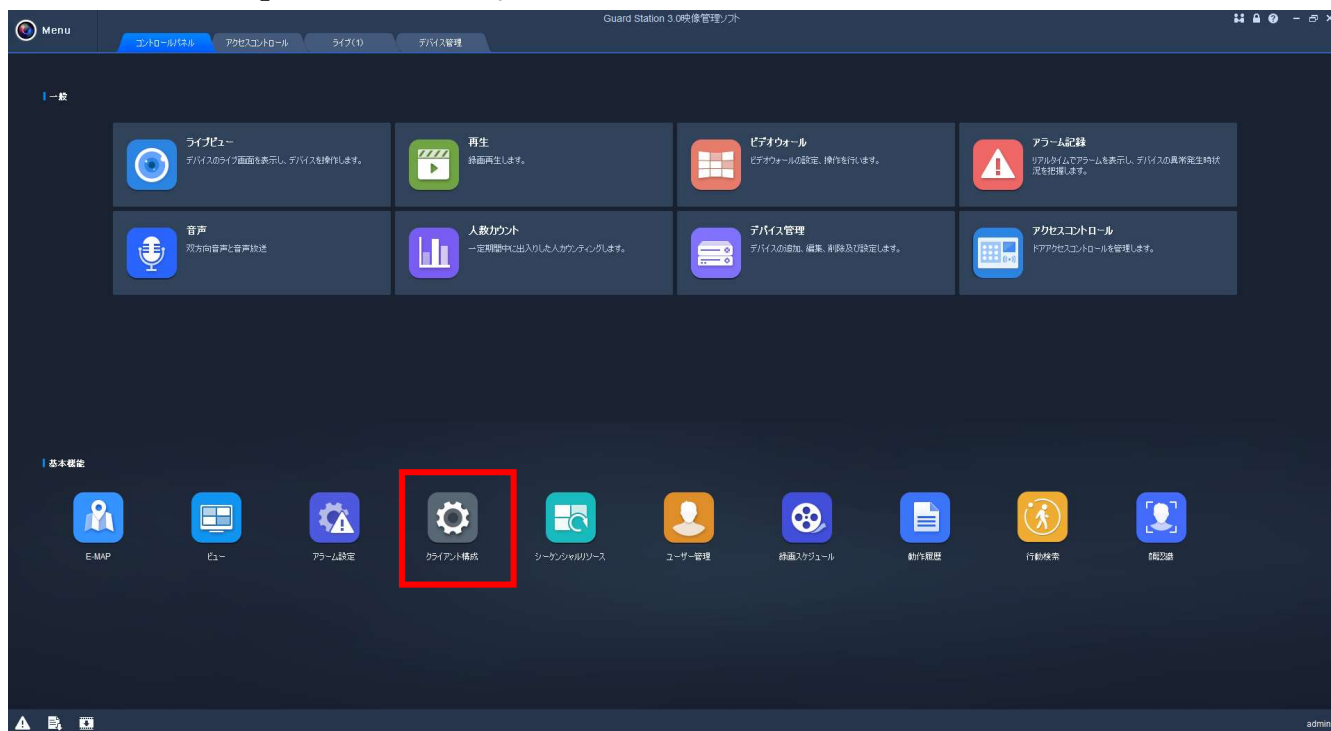 Guard Station 3.0映像管理ソフト
Menu
コントロールパネル アクセスコントロール ライブ(1) デバイス管理
一般
ライブビュー
デバイスのライブ画面を表示し、デバイスを操作します。
再生
録画再生します。
ビデオウォール
ビデオウォールの設定、操作を行います。
アラーム記録
リアルタイムでアラームを表示し、デバイスの異常発生時状
況を把握します。
音声
双方向音声と音声放送
人数カウント
一定期間中に出入りした人カウンティングします。
デバイス管理
デバイスの追加、編集、削除及び設定します。
アクセスコントロール
ドアアクセスコントロールを管理します。
基本機能
E-MAP
ビュー
アラーム設定
クライアント構成
シーケンシャルリソース
ユーザー管理
録画スケジュール
動作履歴
行動検索
顔認識
admin